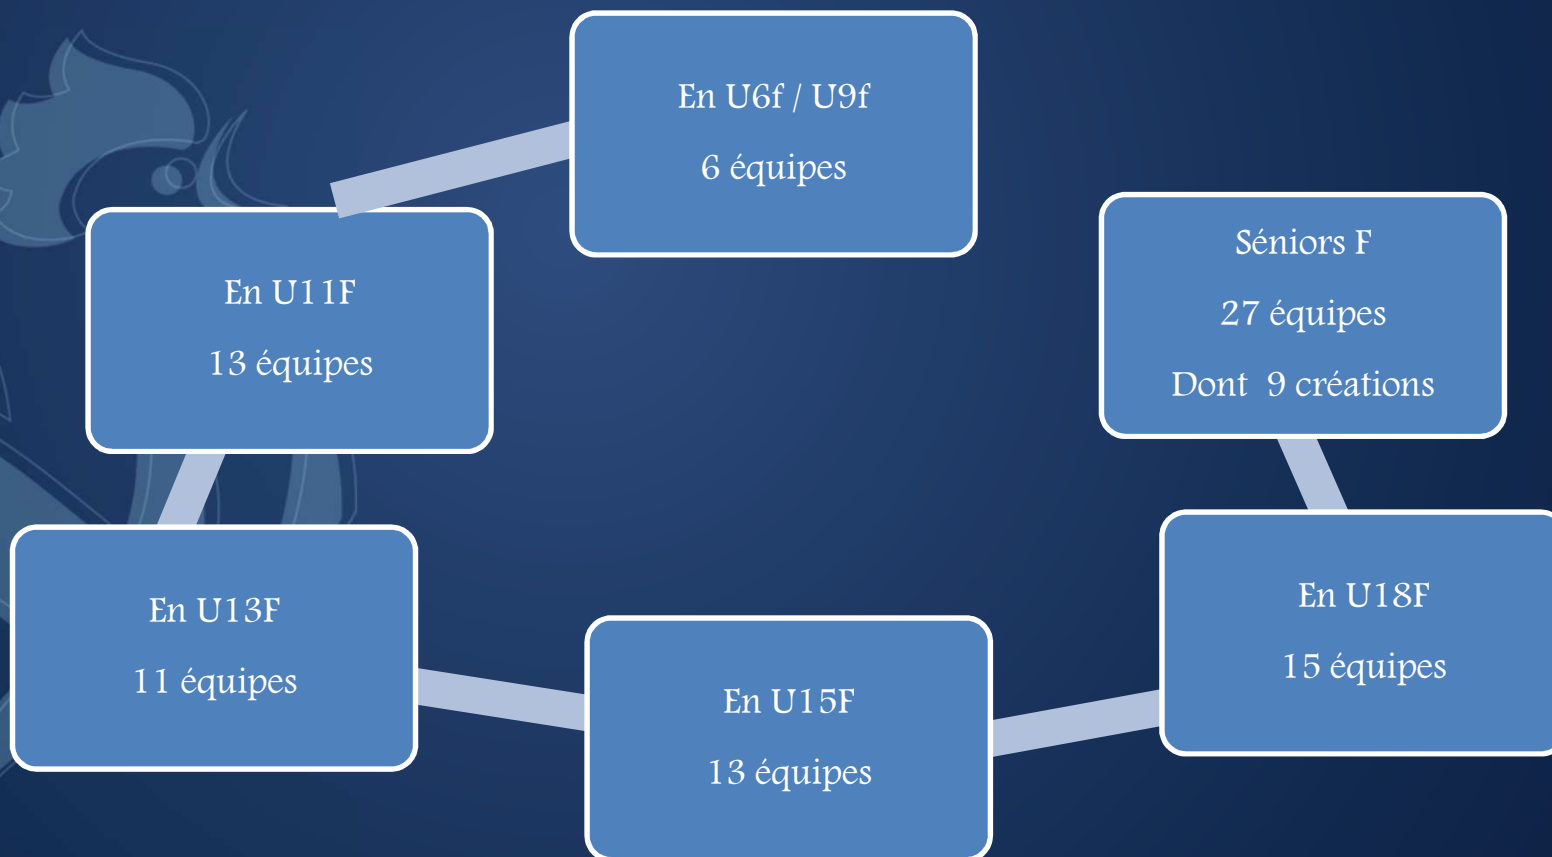 En U6f / U9f
6 équipes
En U11F
13 équipes
En U13F
11 équipes
En U15F
13 équipes
En U18F
15 équipes
Séniors F
27 équipes
Dont 9 créations